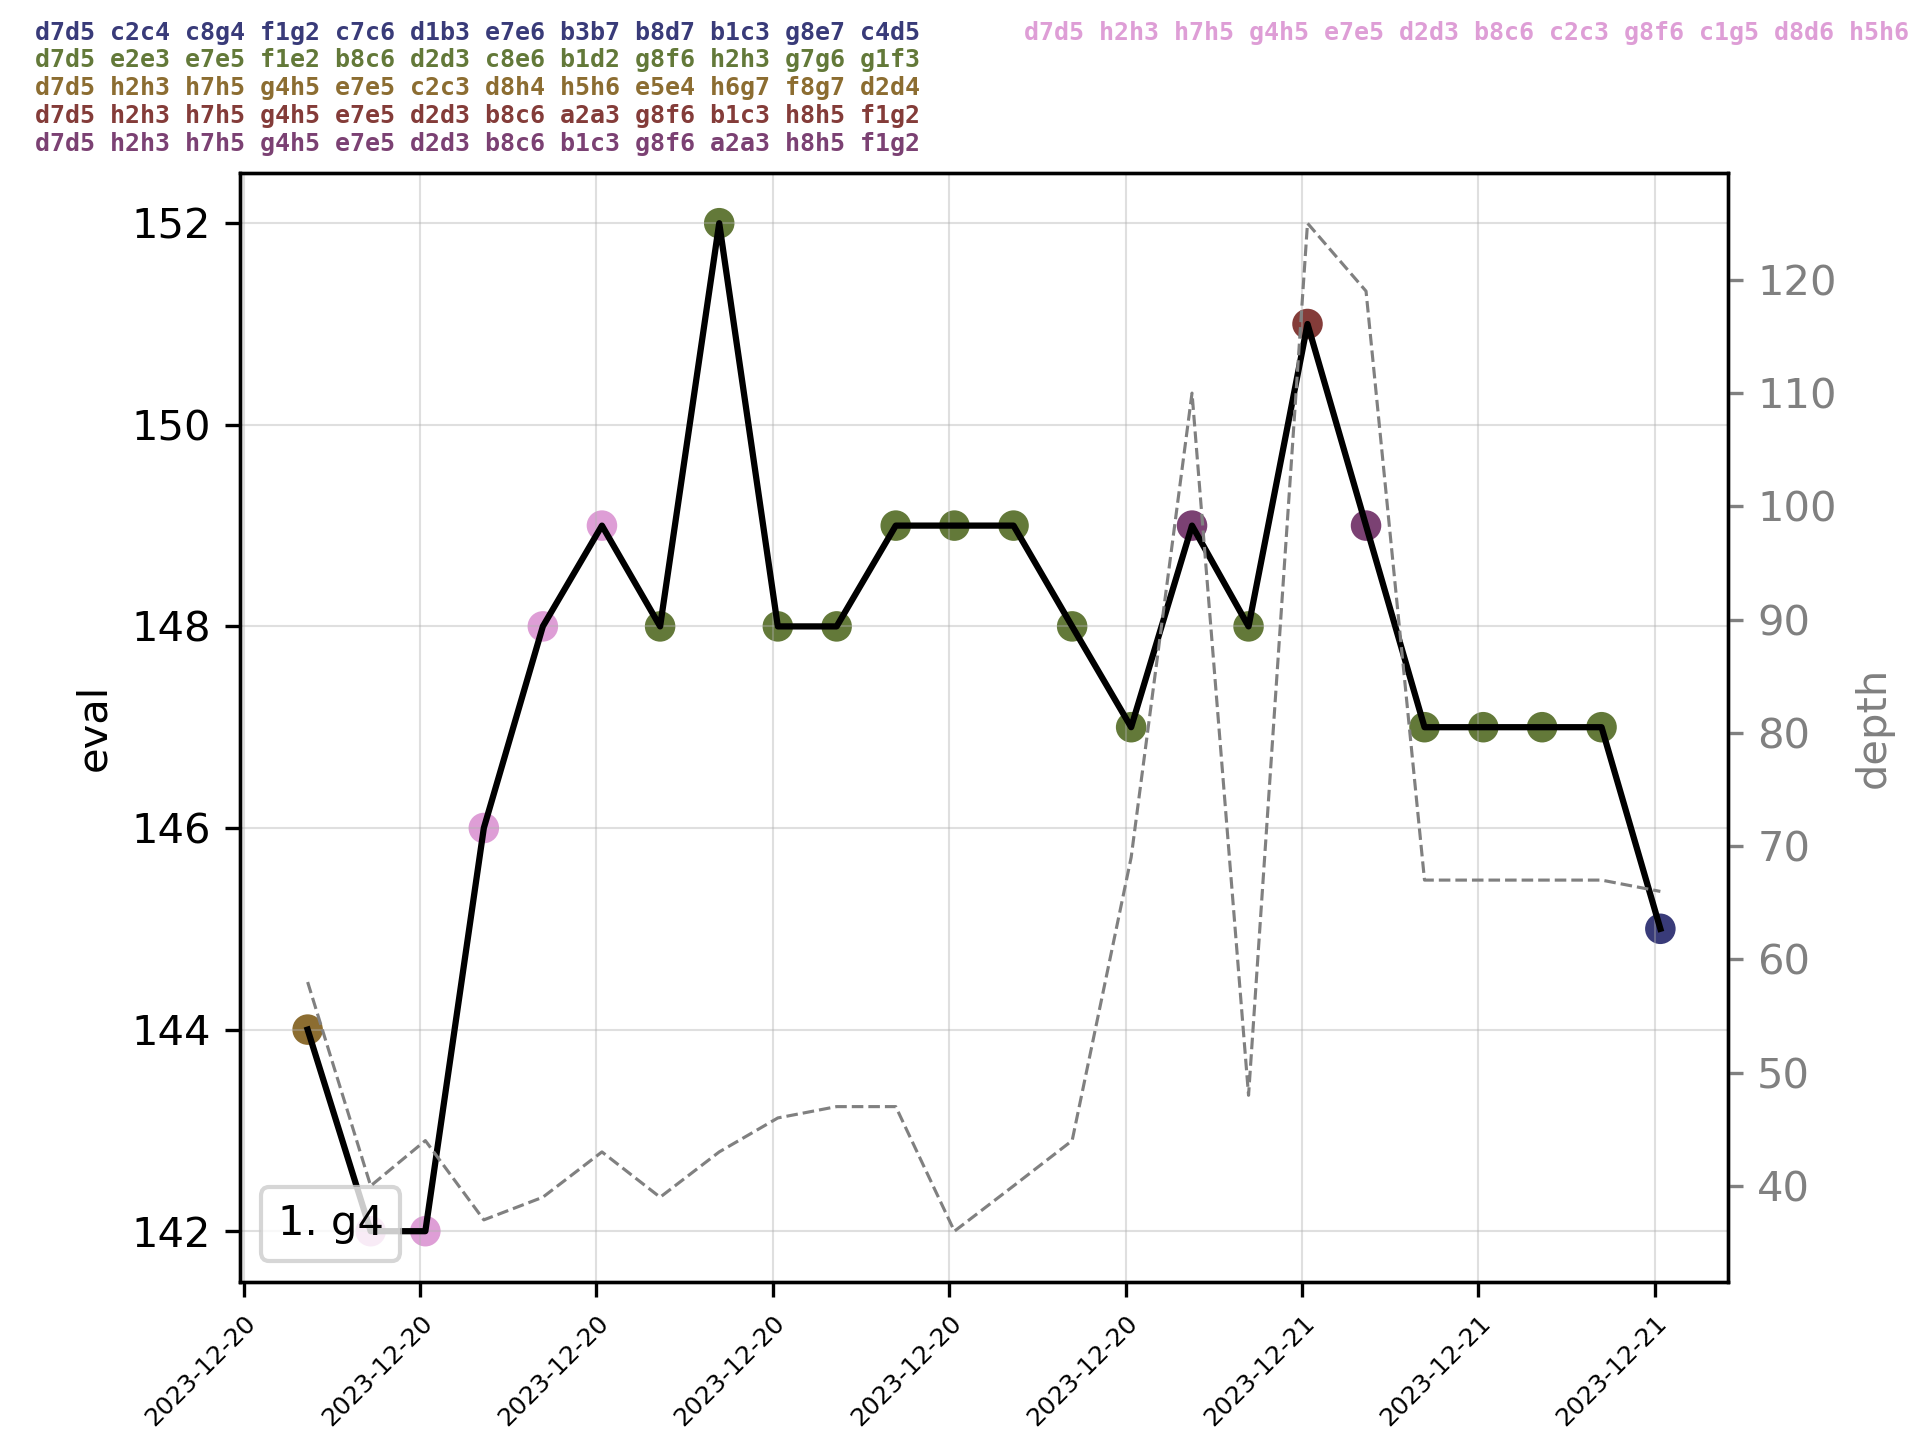 d7d5 c2c4 c8g4 f1g2 c7c6 d1b3 e7e6 b3b7 b8d7 b1c3 g8e7 c4d5
d7d5 e2e3 e7e5 f1e2 b8c6 d2d3 c8e6 b1d2 g8f6 h2h3 g7g6 g1f3
d7d5 h2h3 h7h5 g4h5 e7e5 c2c3 d8h4 h5h6 e5e4 h6g7 f8g7 d2d4
d7d5 h2h3 h7h5 g4h5 e7e5 d2d3 b8c6 a2a3 g8f6 b1c3 h8h5 f1g2
d7d5 h2h3 h7h5 g4h5 e7e5 d2d3 b8c6 b1c3 g8f6 a2a3 h8h5 f1g2
d7d5 h2h3 h7h5 g4h5 e7e5 d2d3 b8c6 c2c3 g8f6 c1g5 d8d6 h5h6
152
150
148
146
144
142
eval
120
110
100
90
80
70
60
50
40
depth
1. g4
2023-12-20
2023-12-20
2023-12-20
2023-12-20
2023-12-20
2023-12-20
2023-12-21
2023-12-21
2023-12-21